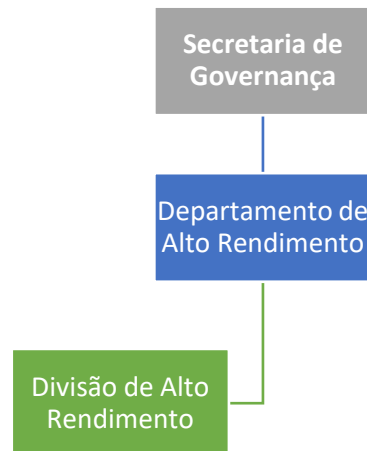 Secretaria de
Governança
Departamento de
Alto Rendimento
Divisão de Alto
Rendimento